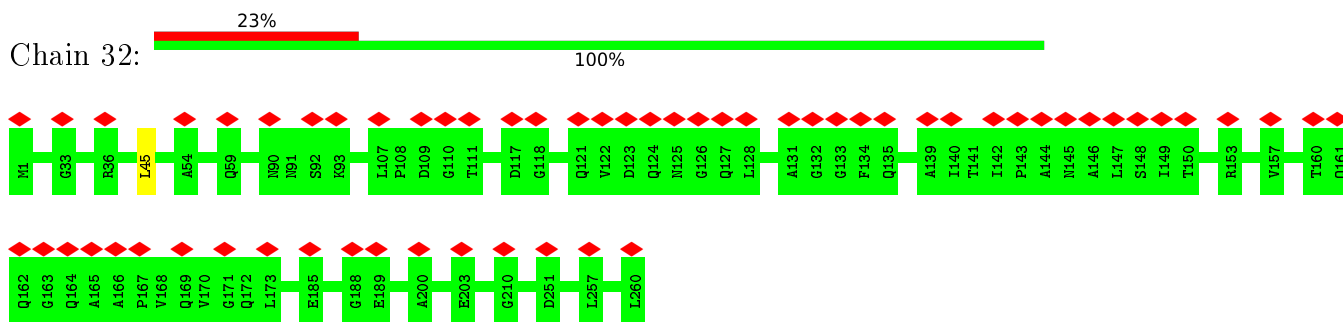 23%
Chain 32:
100%
M1 G33 R36 L45 A54 Q59 N90 N91 S92 K93 L107 P108 D109 G110 T111 D117 G118 Q121 V122 D123 Q124 N125 G126 Q127 L128 A131 G132 G133 F134 Q135 A139 I140 T141 I142 P143 A144 N145 A146 L147 S148 I149 T150 R153 V157 T160 Q161
Q162 G163 Q164 A165 A166 P167 V168 Q169 V170 G171 Q172 L173 E185 G188 E189 A200 E203 G210 D251 L257 L260